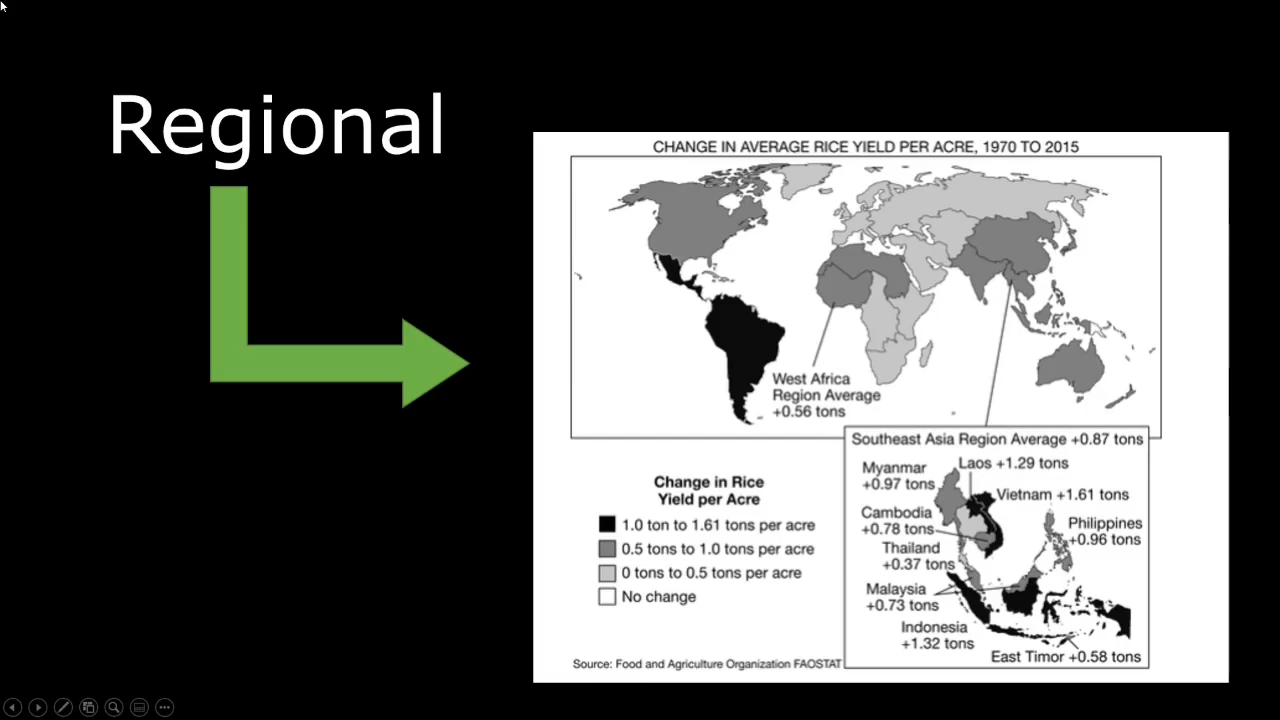 Regional
CHANGE IN AVERAGE RICE YIELD PER ACRE, 1970 TO 2015
West Africa
Region Average
+0.56 tons
Southeast Asia Region Average +0.87 tons
Myanmar
+0.97 tons
Laos +1.29 tons
Vietnam +1.61 tons
Cambodia
+0.78 tons
Philippines
+0.96 tons
Thailand
+0.37 tons
Malaysia
+0.73 tons
Indonesia
+1.32 tons
East Timor +0.58 tons
Change in Rice
Yield per Acre
1.0 ton to 1.61 tons per acre
0.5 tons to 1.0 tons per acre
0 tons to 0.5 tons per acre
No change
Source: Food and Agriculture Organization FAOSTAT